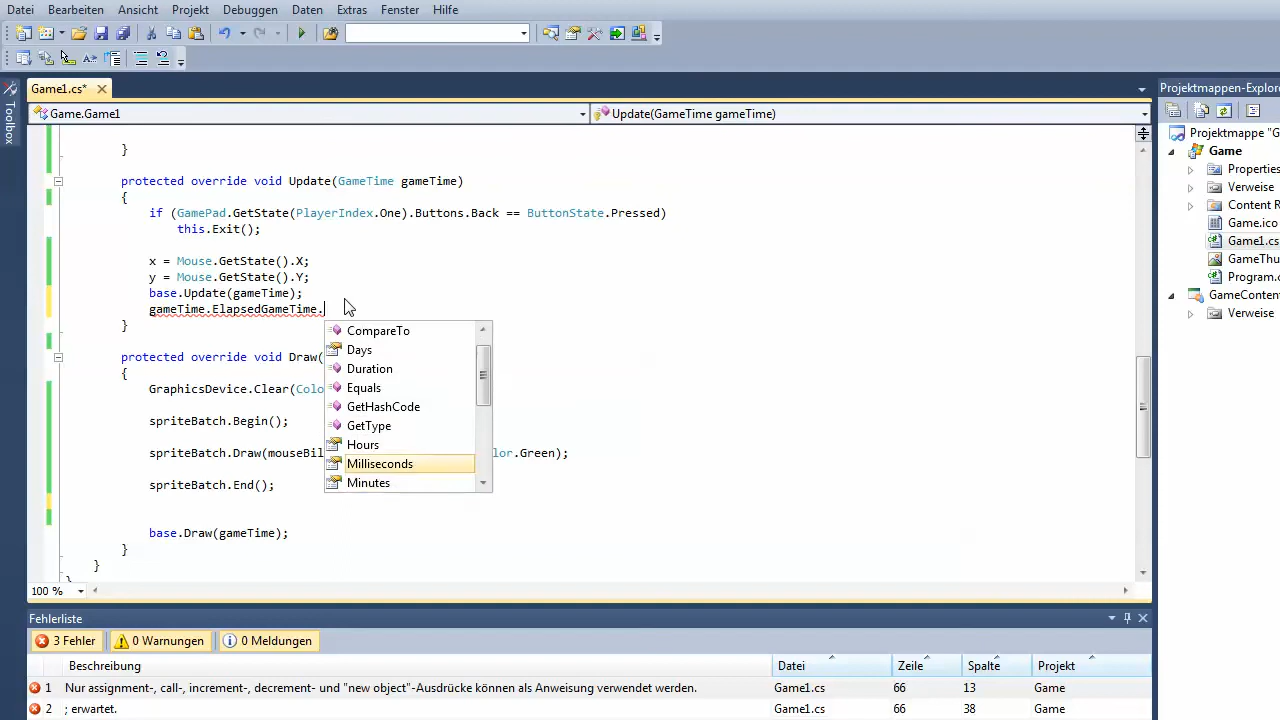 Datei Bearbeiten Ansicht Projekt Debuggen Daten Extras Fenster Hilfe
Toolbox
Game1.cs*
Game.Game1
Update(GameTime gameTime)
}
protected override void Update(GameTime gameTime)
{
if (GamePad.GetState(PlayerIndex.One).Buttons.Back == ButtonState.Pressed)
this.Exit();
x = Mouse.GetState().X;
y = Mouse.GetState().Y;
base.Update(gameTime);
gameTime.ElapsedGameTime.
}
CompareTo
Days
Duration
Equals
GetHashCode
GetType
Hours
Milliseconds
Minutes
protected override void Draw(
{
GraphicsDevice.Clear(Colo
spriteBatch.Begin();
spriteBatch.Draw(mouseBil lor.Green);
spriteBatch.End();
base.Draw(gameTime);
}
}
}
100 %
Projektmappen-Explore
Projektmappe "G
Game
Properties
Verweise
Content R
Game.ico
Game1.cs
GameThu
Program.c
GameConten
Verweise
Fehlerliste
3 Fehler 0 Warnungen 0 Meldungen
Beschreibung Datei Zeile Spalte Projekt
1 Nur assignment-, call-, increment-, decrement- und "new object"-Ausdrücke können als Anweisung verwendet werden. Game1.cs 66 13 Game
2 ; erwartet. Game1.cs 66 38 Game